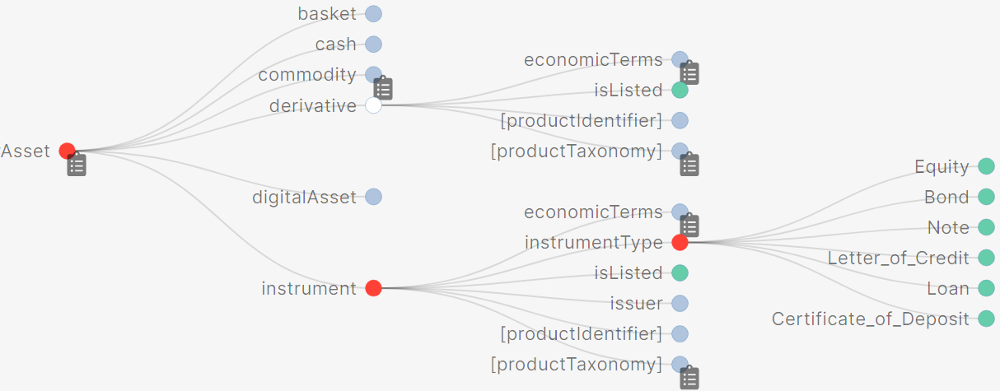 basket
cash
commodity
derivative
economicTerms
isListed
[productIdentifier]
[productTaxonomy]
Asset
digitalAsset
instrument
economicTerms
instrumentType
isListed
issuer
[productIdentifier]
[productTaxonomy]
Equity
Bond
Note
Letter_of_Credit
Loan
Certificate_of_Deposit